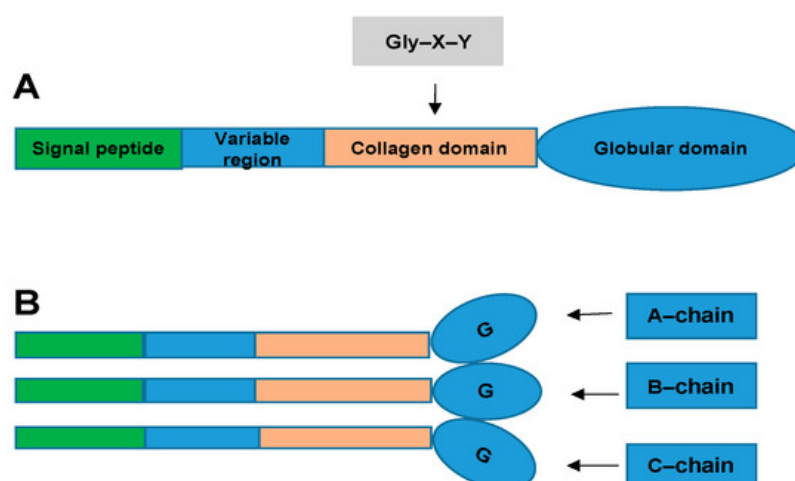 Gly–X–Y
A
Signal peptide
Variable
region
Collagen domain
Globular domain
B
G
A–chain
G
B–chain
G
C–chain